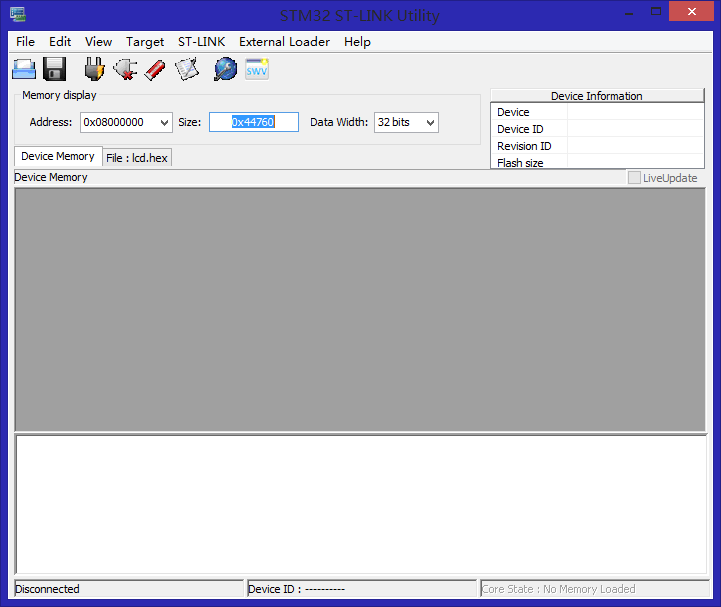 STM32 ST-LINK Utility
File Edit View Target ST-LINK External Loader Help
SWV
Memory display
Address: 0x08000000 Size: 0x44760 Data Width: 32 bits
Device Information
Device
Device ID
Revision ID
Flash size
Device Memory File : lcd.hex
Device Memory LiveUpdate
Disconnected Device ID : ---------- Core State : No Memory Loaded